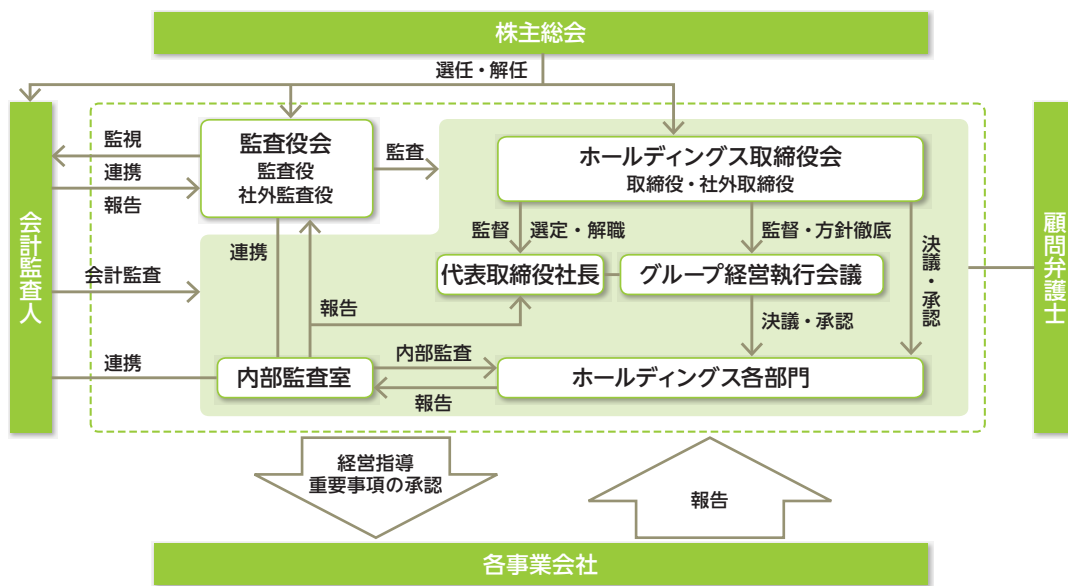 株主総会
選任・解任
会計監査人
監視
連携
報告
監査役会
監査役
社外監査役
監査
ホールディングス取締役会
取締役・社外取締役
顧問弁護士
連携
監督
選定・解職
監督・方針徹底
決議・承認
会計監査
代表取締役社長
グループ経営執行会議
報告
決議・承認
連携
内部監査室
内部監査
報告
ホールディングス各部門
経営指導
重要事項の承認
報告
各事業会社